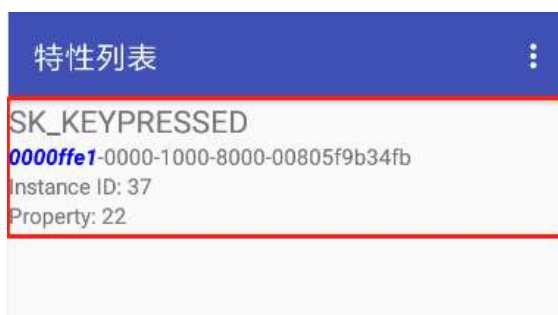 特性列表
SK_KEYPRESSED
0000ffe1-0000-1000-8000-00805f9b34fb
Instance ID: 37
Property: 22